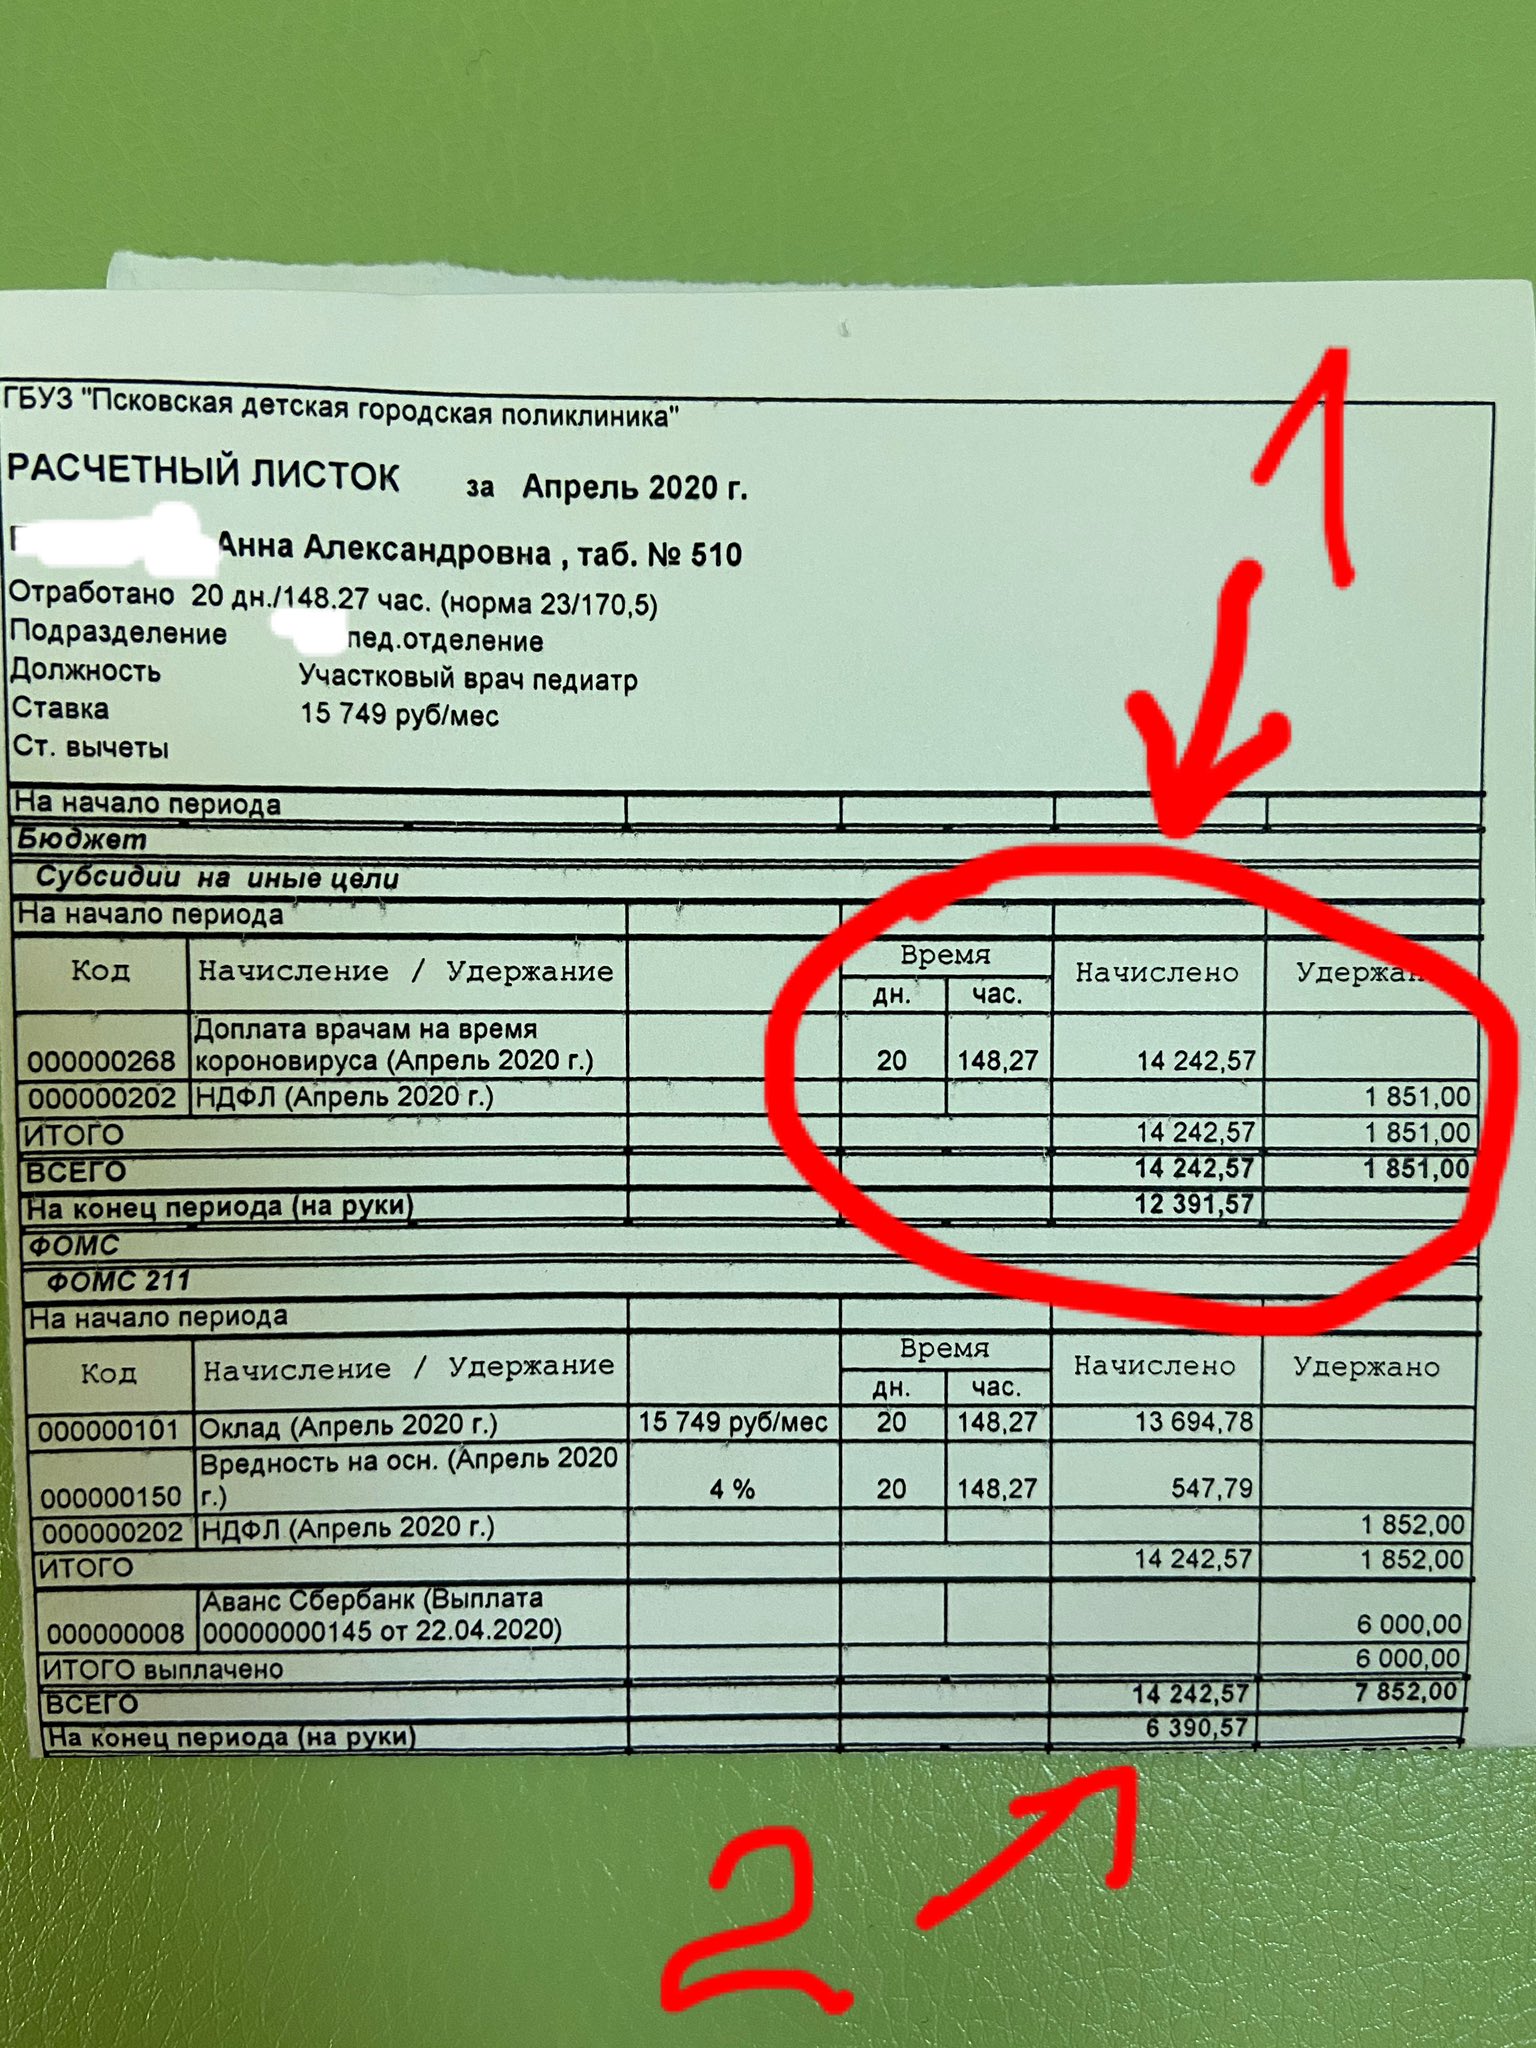 1
ГБУЗ "Псковская детская городская поликлиника"
РАСЧЕТНЫЙ ЛИСТОК за Апрель 2020 г.
Анна Александровна , таб. № 510
Отработано 20 дн./148,27 час. (норма 23/170,5)
Подразделение пед.отделение
Должность Участковый врач педиатр
Ставка 15 749 руб/мес
Ст. вычеты
На начало периода
Бюджет
Субсидии на иные цели
На начало периода
Код Начисление / Удержание Время Начислено Удержано
дн. час.
Доплата врачам на время
000000268 короновируса (Апрель 2020 г.) 20 148,27 14 242,57
000000202 НДФЛ (Апрель 2020 г.) 1 851,00
ИТОГО 14 242,57 1 851,00
ВСЕГО 14 242,57 1 851,00
На конец периода (на руки) 12 391,57
ФОМС
ФОМС 211
На начало периода
Код Начисление / Удержание Время Начислено Удержано
дн. час.
000000101 Оклад (Апрель 2020 г.) 15 749 руб/мес 20 148,27 13 694,78
Вредность на осн. (Апрель 2020
000000150 г.) 4 % 20 148,27 547,79
000000202 НДФЛ (Апрель 2020 г.) 1 852,00
ИТОГО 14 242,57 1 852,00
Аванс Сбербанк (Выплата
000000008 00000000145 от 22.04.2020) 6 000,00
ИТОГО выплачено 6 000,00
ВСЕГО 14 242,57 7 852,00
На конец периода (на руки) 6 390,57
2